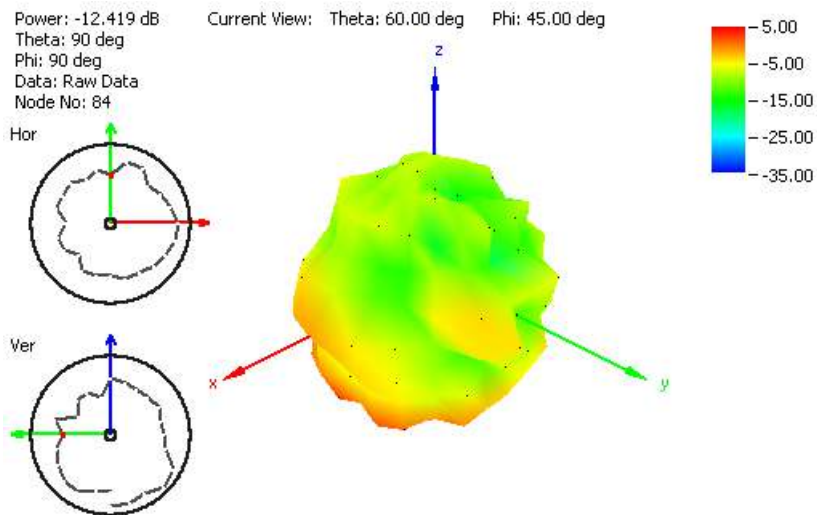 Power: -12.419 dB
Current View: Theta: 60.00 deg Phi: 45.00 deg
Theta: 90 deg
Phi: 90 deg
Data: Raw Data
Node No: 84
Hor
Ver
z
x
y
5.00
-5.00
-15.00
-25.00
-35.00